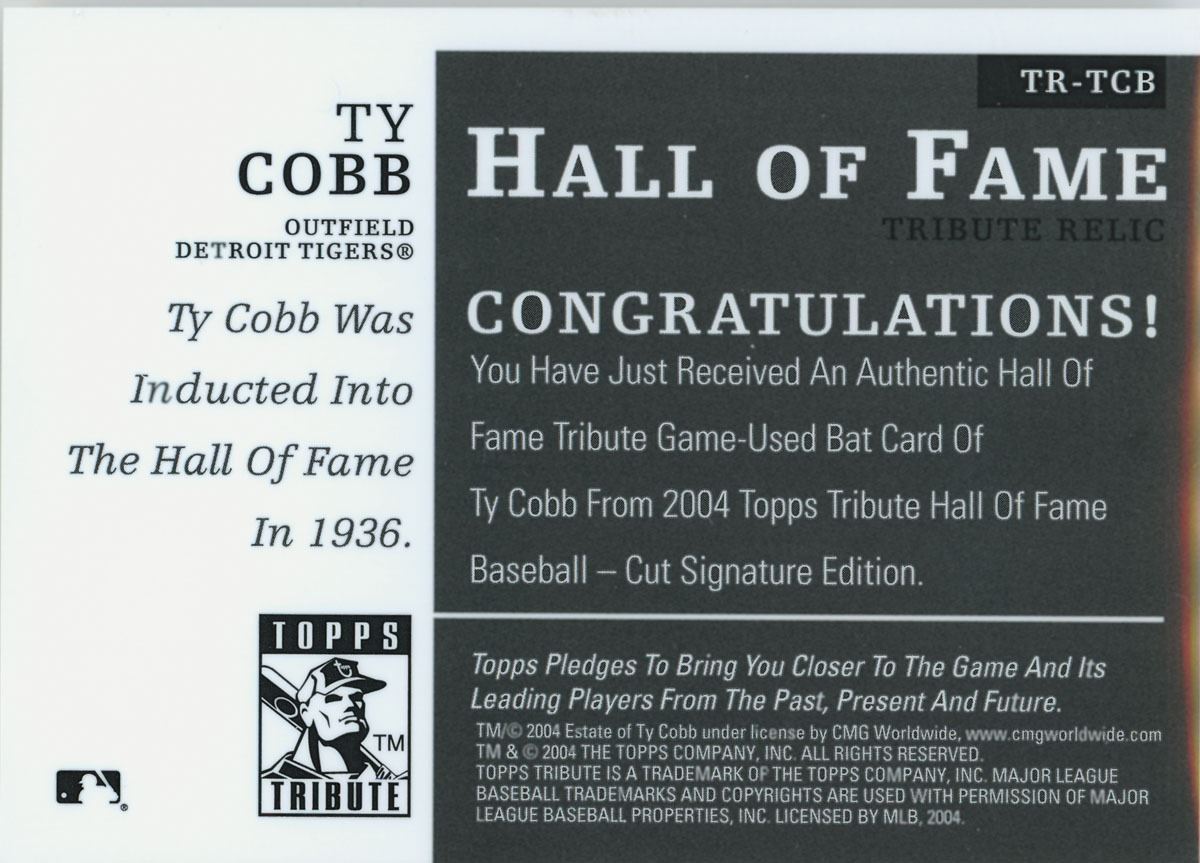 TY
COBB
OUTFIELD
DETROIT TIGERS®
Ty Cobb Was
Inducted Into
The Hall Of Fame
In 1936.
TOPPS
TM
TRIBUTE
®
TR-TCB
HALL OF FAME
TRIBUTE RELIC
CONGRATULATIONS!
You Have Just Received An Authentic Hall Of
Fame Tribute Game-Used Bat Card Of
Ty Cobb From 2004 Topps Tribute Hall Of Fame
Baseball – Cut Signature Edition.
Topps Pledges To Bring You Closer To The Game And Its
Leading Players From The Past, Present And Future.
TM/© 2004 Estate of Ty Cobb under license by CMG Worldwide, www.cmgworldwide.com
TM & © 2004 THE TOPPS COMPANY, INC. ALL RIGHTS RESERVED.
TOPPS TRIBUTE IS A TRADEMARK OF THE TOPPS COMPANY, INC. MAJOR LEAGUE
BASEBALL TRADEMARKS AND COPYRIGHTS ARE USED WITH PERMISSION OF MAJOR
LEAGUE BASEBALL PROPERTIES, INC. LICENSED BY MLB, 2004.